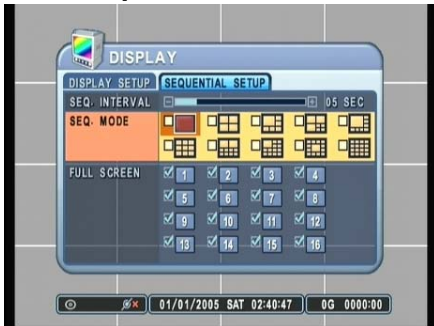 DISPLAY
DISPLAY SETUP SEQUENTIAL SETUP
SEQ. INTERVAL 05 SEC
SEQ. MODE
FULL SCREEN 1 2 3 4
5 6 7 8
9 10 11 12
13 14 15 16
01/01/2005 SAT 02:40:47 0G 0000:00